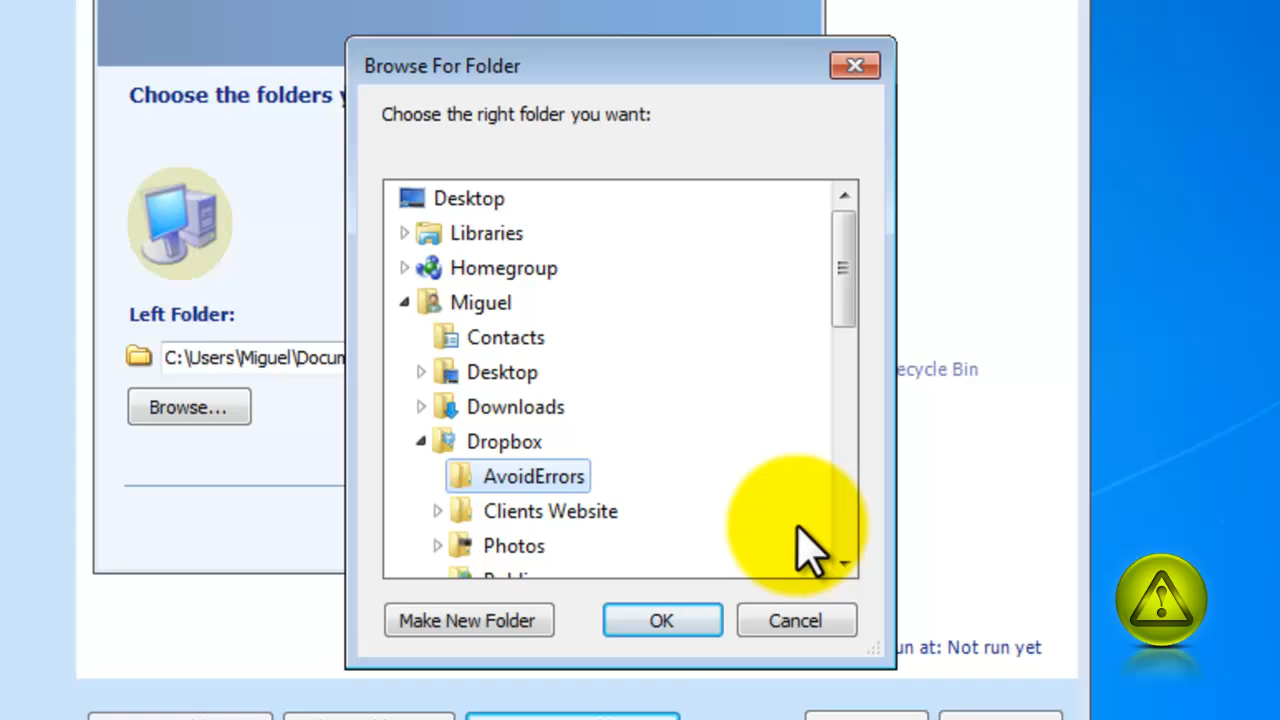 Browse For Folder
Choose the folders
Choose the right folder you want:
Desktop
Libraries
Homegroup
Miguel
Contacts
Desktop
Downloads
Dropbox
AvoidErrors
Clients Website
Photos
Left Folder:
C:\Users\Miguel\Docum
Browse...
ecycle Bin
Make New Folder
OK
Cancel
un at: Not run yet